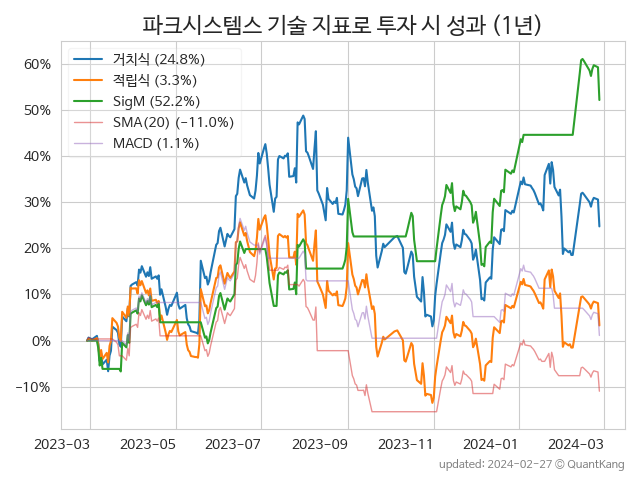 파크시스템스 기술 지표로 투자 시 성과 (1년)
거치식 (24.8%)
적립식 (3.3%)
SigM (52.2%)
SMA(20) (−11.0%)
MACD (1.1%)
60%
50%
40%
30%
20%
10%
0%
−10%
2023-03 2023-05 2023-07 2023-09 2023-11 2024-01 2024-03
updated: 2024-02-27 © QuantKang